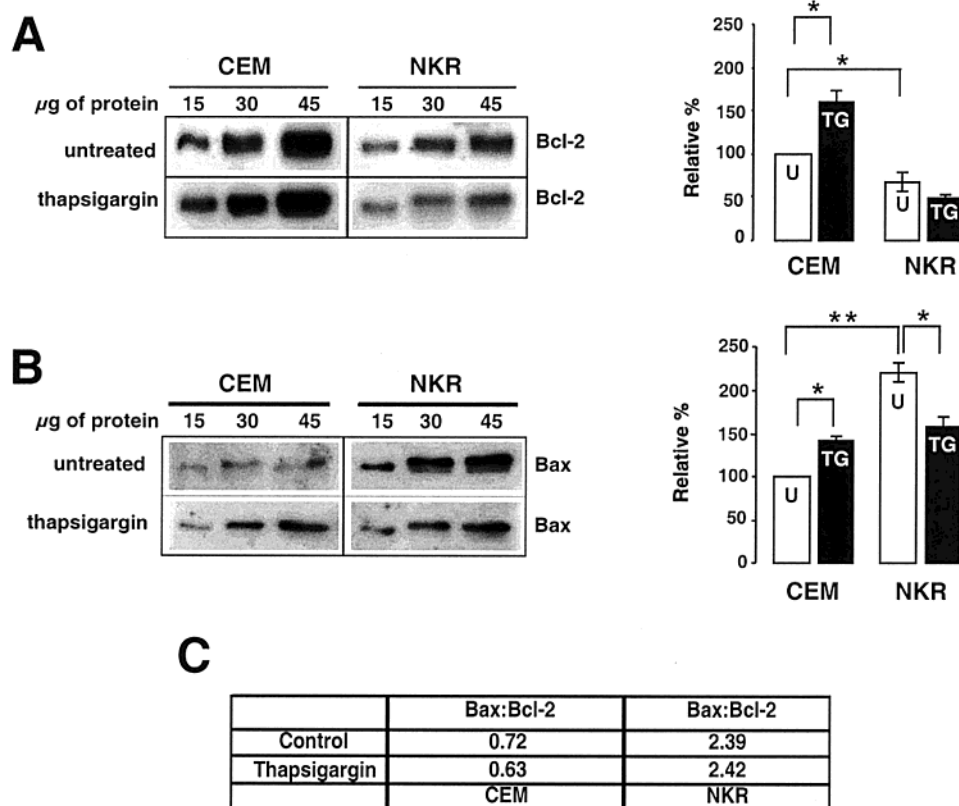 A
CEM NKR
µg of protein 15 30 45 15 30 45
untreated Bcl-2
thapsigargin Bcl-2
Relative %
250
200
150
100
50
0
*
*
U TG U TG
CEM NKR
B
CEM NKR
µg of protein 15 30 45 15 30 45
untreated Bax
thapsigargin Bax
Relative %
250
200
150
100
50
0
** *
*
U TG U TG
CEM NKR
C
Bax:Bcl-2 Bax:Bcl-2
Control 0.72 2.39
Thapsigargin 0.63 2.42
CEM NKR